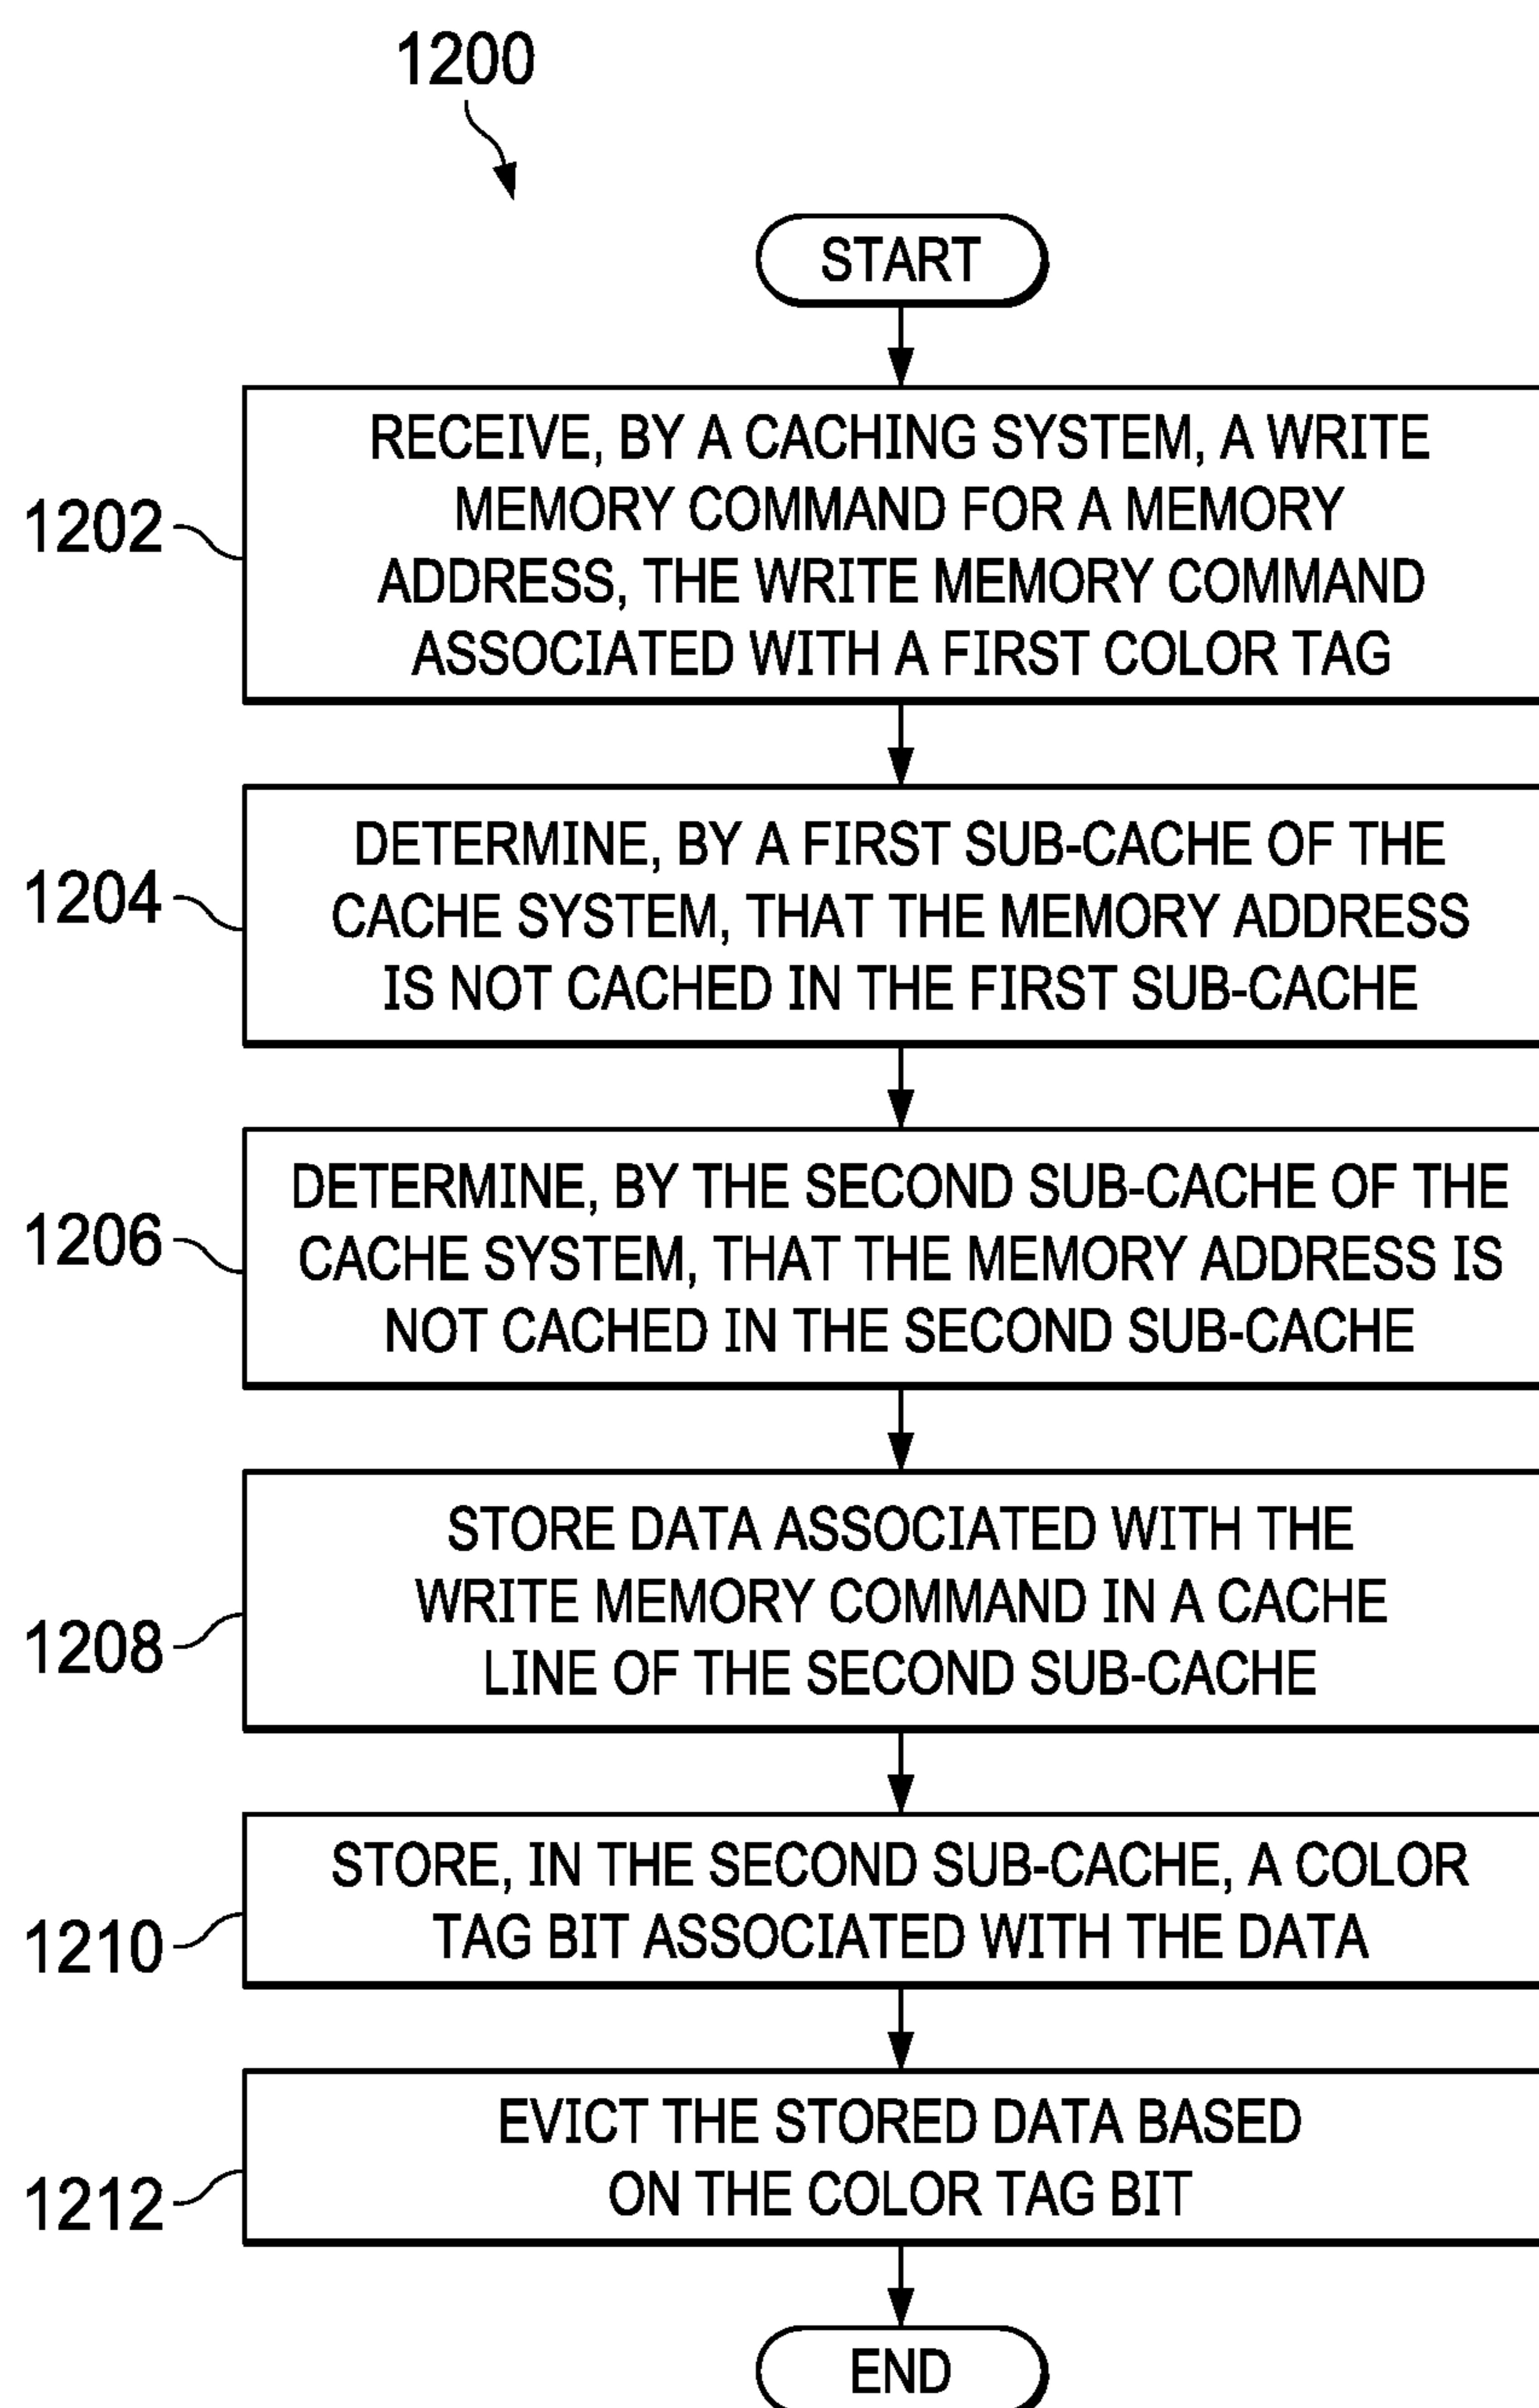 1200
START
RECEIVE, BY A CACHING SYSTEM, A WRITE
MEMORY COMMAND FOR A MEMORY
ADDRESS, THE WRITE MEMORY COMMAND
ASSOCIATED WITH A FIRST COLOR TAG
1202
DETERMINE, BY A FIRST SUB-CACHE OF THE
CACHE SYSTEM, THAT THE MEMORY ADDRESS
IS NOT CACHED IN THE FIRST SUB-CACHE
1204
DETERMINE, BY THE SECOND SUB-CACHE OF THE
CACHE SYSTEM, THAT THE MEMORY ADDRESS IS
NOT CACHED IN THE SECOND SUB-CACHE
1206
STORE DATA ASSOCIATED WITH THE
WRITE MEMORY COMMAND IN A CACHE
LINE OF THE SECOND SUB-CACHE
1208
STORE, IN THE SECOND SUB-CACHE, A COLOR
TAG BIT ASSOCIATED WITH THE DATA
1210
EVICT THE STORED DATA BASED
ON THE COLOR TAG BIT
1212
END